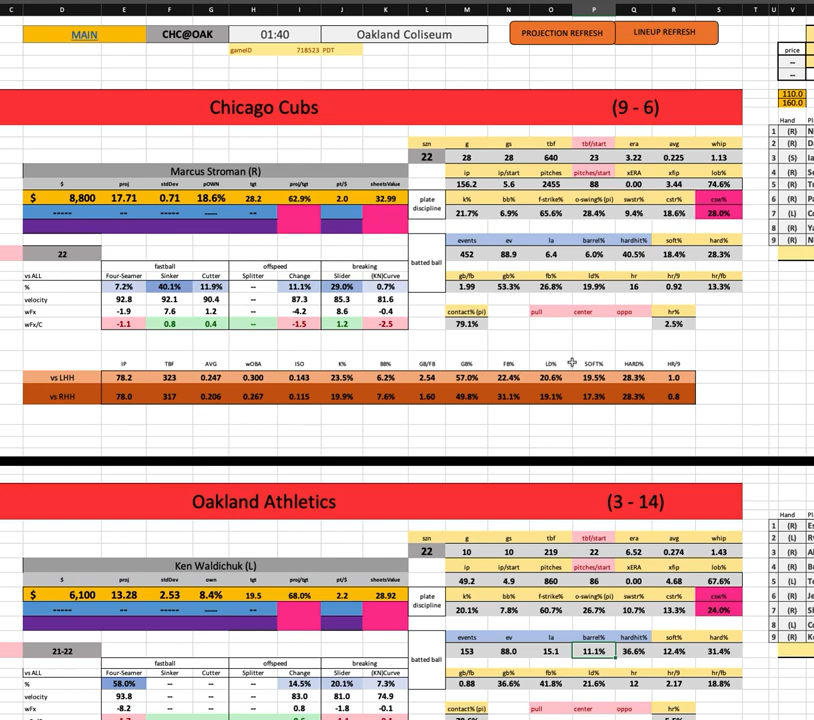 C D E F G H I J K L M N O P Q R S T U V
MAIN CHC@OAK 01:40 Oakland Coliseum PROJECTION REFRESH LINEUP REFRESH
gameID 718523 PDT
price
--
--
110.0
160.0
Chicago Cubs (9 - 6)
Hand
szn g gs tbf tbf/start era avg whip
22 28 28 640 23 3.22 0.225 1.13
ip ip/start pitches pitches/start xERA xfip lob%
156.2 5.6 2455 88 0.00 3.44 74.6%
Marcus Stroman (R)
$ proj stdDev pOWN tgt proj/tgt pt/$ sheetsValue
$ 8,800 17.71 0.71 18.6% 28.2 62.9% 2.0 32.99
----- -- -- ---- --
plate discipline
k% bb% f-strike% o-swing% (pi) swstr% cstr% csw%
21.7% 6.9% 65.6% 28.4% 9.4% 18.6% 28.0%
1 (R)
2 (R)
3 (S)
4 (R)
5 (R)
6 (R)
7 (L)
8 (R)
9 (R)
batted ball
events ev la barrel% hardhit% soft% hard%
452 88.9 6.4 6.0% 40.5% 18.4% 28.3%
gb/fb gb% fb% ld% hr hr/9 hr/fb
1.99 53.3% 26.8% 19.9% 16 0.92 13.3%
contact% (pi) pull center oppo hr%
79.1% 2.5%
22
fastball offspeed breaking
vs ALL Four-Seamer Sinker Cutter Splitter Change Slider (KN)Curve
% 7.2% 40.1% 11.9% -- 11.1% 29.0% 0.7%
velocity 92.8 92.1 90.4 -- 87.3 85.3 81.6
wFx -1.9 7.6 1.2 -- -4.2 8.6 -0.4
wFx/C -1.1 0.8 0.4 -- -1.5 1.2 -2.5
IP TBF AVG wOBA ISO K% BB% GB/FB GB% FB% LD% SOFT% HARD% HR/9
vs LHH 78.2 323 0.247 0.300 0.143 23.5% 6.2% 2.54 57.0% 22.4% 20.6% 19.5% 28.3% 1.0
vs RHH 78.0 317 0.206 0.267 0.115 19.9% 7.6% 1.60 49.8% 31.1% 19.1% 17.3% 28.3% 0.8
Oakland Athletics (3 - 14)
Hand
szn g gs tbf tbf/start era avg whip
22 10 10 219 22 6.52 0.274 1.43
ip ip/start pitches pitches/start xERA xfip lob%
49.2 4.9 860 86 0.00 4.68 67.6%
Ken Waldichuk (L)
$ proj stdDev own tgt proj/tgt pt/$ sheetsValue
$ 6,100 13.28 2.53 8.4% 19.5 68.0% 2.2 28.92
----- -- -- ---- --
plate discipline
k% bb% f-strike% o-swing% (pi) swstr% cstr% csw%
20.1% 7.8% 60.7% 26.7% 10.7% 13.3% 24.0%
1 (R)
2 (L)
3 (R)
4 (R)
5 (L)
6 (R)
7 (R)
8 (L)
9 (R)
batted ball
events ev la barrel% hardhit% soft% hard%
153 88.0 15.1 11.1% 36.6% 12.4% 31.4%
gb/fb gb% fb% ld% hr hr/9 hr/fb
0.88 36.6% 41.8% 21.6% 12 2.17 18.8%
contact% (pi) pull center oppo hr%
21-22
fastball offspeed breaking
vs ALL Four-Seamer Sinker Cutter Splitter Change Slider (KN)Curve
% 58.0% -- -- -- 14.5% 20.1% 7.3%
velocity 93.8 -- -- -- 83.0 81.0 74.9
wFx -8.2 -- -- -- 0.8 -1.8 -0.1